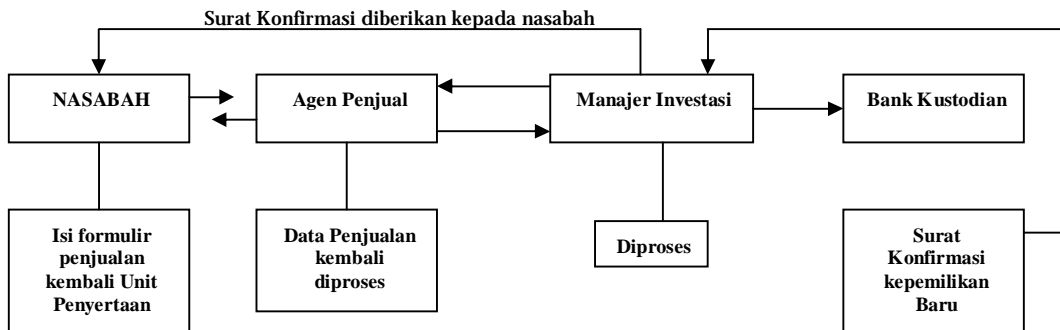 Surat Konfirmasi diberikan kepada nasabah
NASABAH
Agen Penjual
Manajer Investasi
Bank Kustodian
Isi formulir
penjualan
kembali Unit
Penyertaan
Data Penjualan
kembali
diproses
Diproses
Surat
Konfirmasi
kepemilikan
Baru